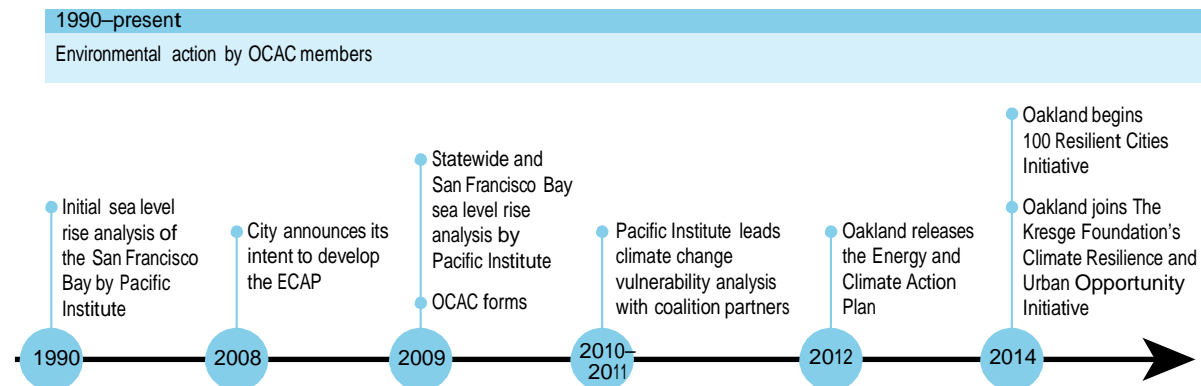 1990–present
Environmental action by OCAC members
Initial sea level
rise analysis of
the San Francisco
Bay by Pacific
Institute
City announces its
intent to develop
the ECAP
Statewide and
San Francisco Bay
sea level rise
analysis by
Pacific Institute
OCAC forms
Pacific Institute leads
climate change
vulnerability analysis
with coalition partners
Oakland releases
the Energy and
Climate Action
Plan
Oakland begins
100 Resilient Cities
Initiative
Oakland joins The
Kresge Foundation’s
Climate Resilience and
Urban Opportunity
Initiative
1990
2008
2009
2010–
2011
2012
2014